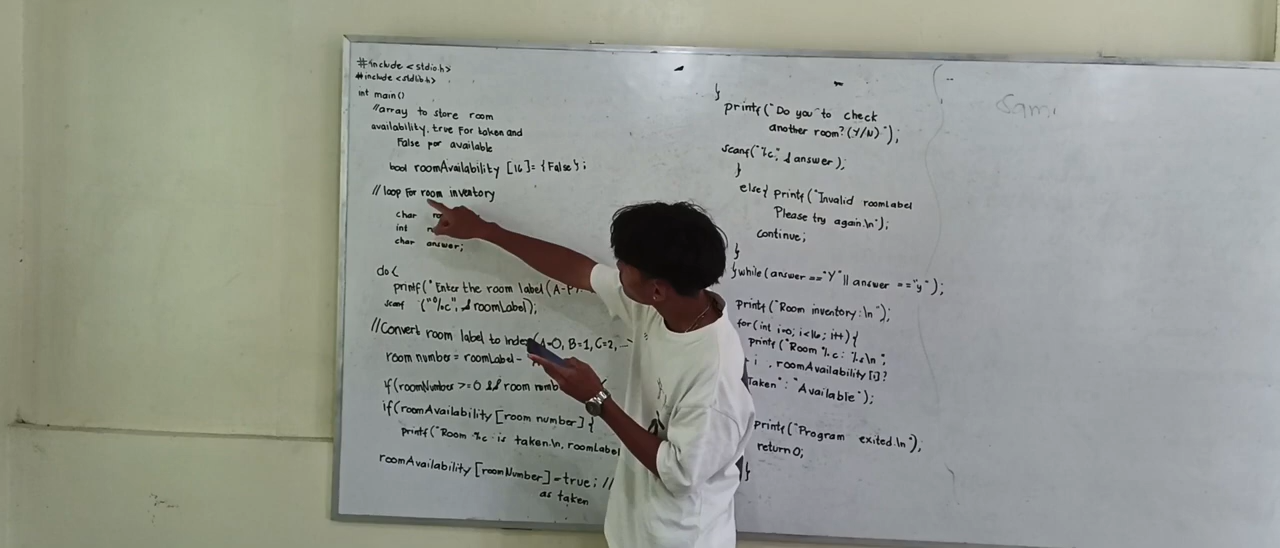 #include <stdio.h>
#include <stdlib.h>
int main()
//array to store room
availability, true For taken and
False por available
bool roomAvailability [16]= {False};
//loop For room inventory
char
int
char answer;
do{
printf("Enter the room label (A-P):
scanf ("%c", &roomLabel);
//Convert room label to index (A=0, B=1, C=2, ...
room number = roomLabel -
if(roomNumber >=0 && room numb
if(roomAvailability [room number] {
printf("Room %c is taken.\n, roomLabel
roomAvailability [roomNumber] = true; //
as taken
}
printf("Do you to check
another room? (Y/N)");
scanf("%c", &answer);
}
else{ printf("Invalid roomLabel
Please try again.\n");
continue;
}
}while(answer =="Y" || answer =="y");
printf("Room inventory:\n");
for(int i=0; i<16; i++){
printf("Room %c: %s\n",
i , roomAvailability [i]?
Taken": "Available");
printf("Program exited.\n"),
return 0;
}
Sam